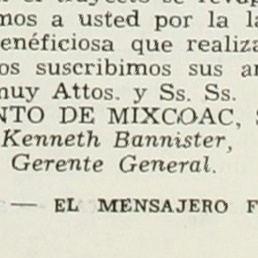 mos a usted por la la
benéficiosa que realiza
os suscribimos sus
muy Attos. y Ss. Ss.
NTO DE MIXCOAC, S
Kenneth Bannister,
Gerente General.
— EL MENSAJERO F